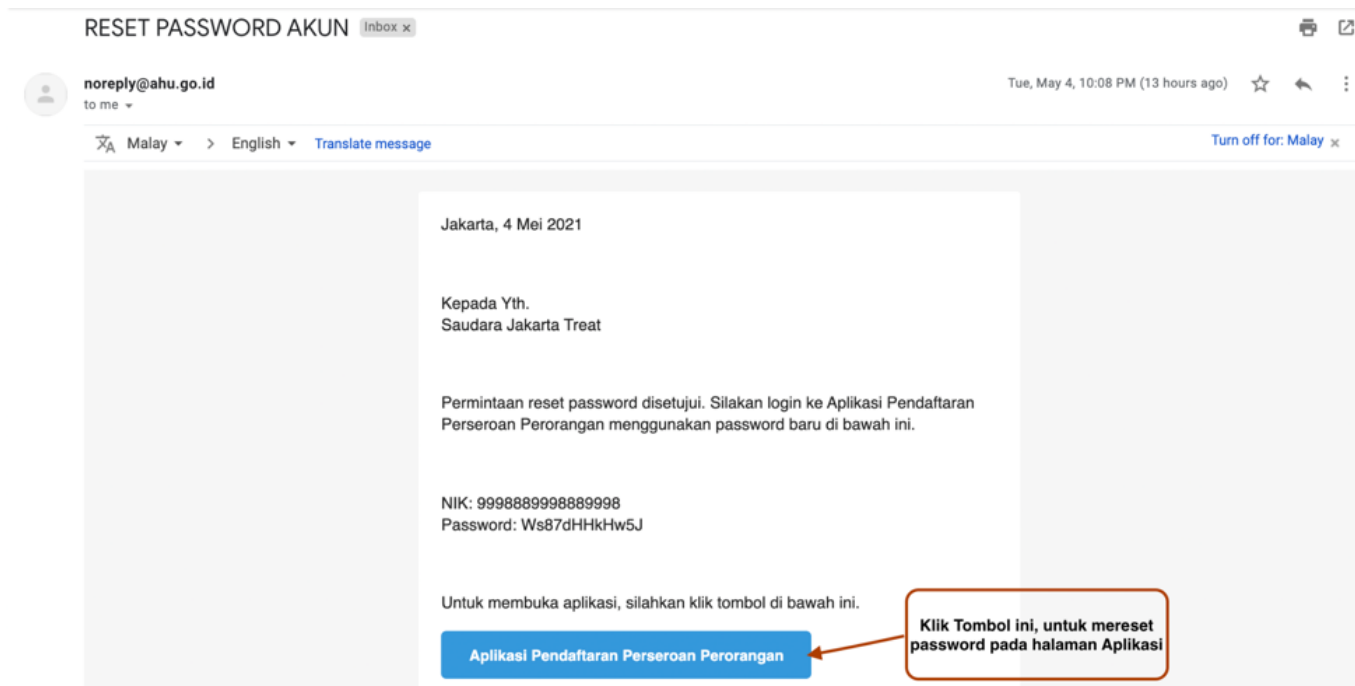 RESET PASSWORD AKUN Inbox x
noreply@ahu.go.id
Tue, May 4, 10:08 PM (13 hours ago)
to me
Malay > English Translate message
Turn off for: Malay x
Jakarta, 4 Mei 2021
Kepada Yth.
Saudara Jakarta Treat
Permintaan reset password disetujui. Silakan login ke Aplikasi Pendaftaran
Perseroan Perorangan menggunakan password baru di bawah ini.
NIK: 9998889998889998
Password: Ws87dHHkHw5J
Untuk membuka aplikasi, silahkan klik tombol di bawah ini.
Aplikasi Pendaftaran Perseroan Perorangan
Klik Tombol ini, untuk mereset
password pada halaman Aplikasi